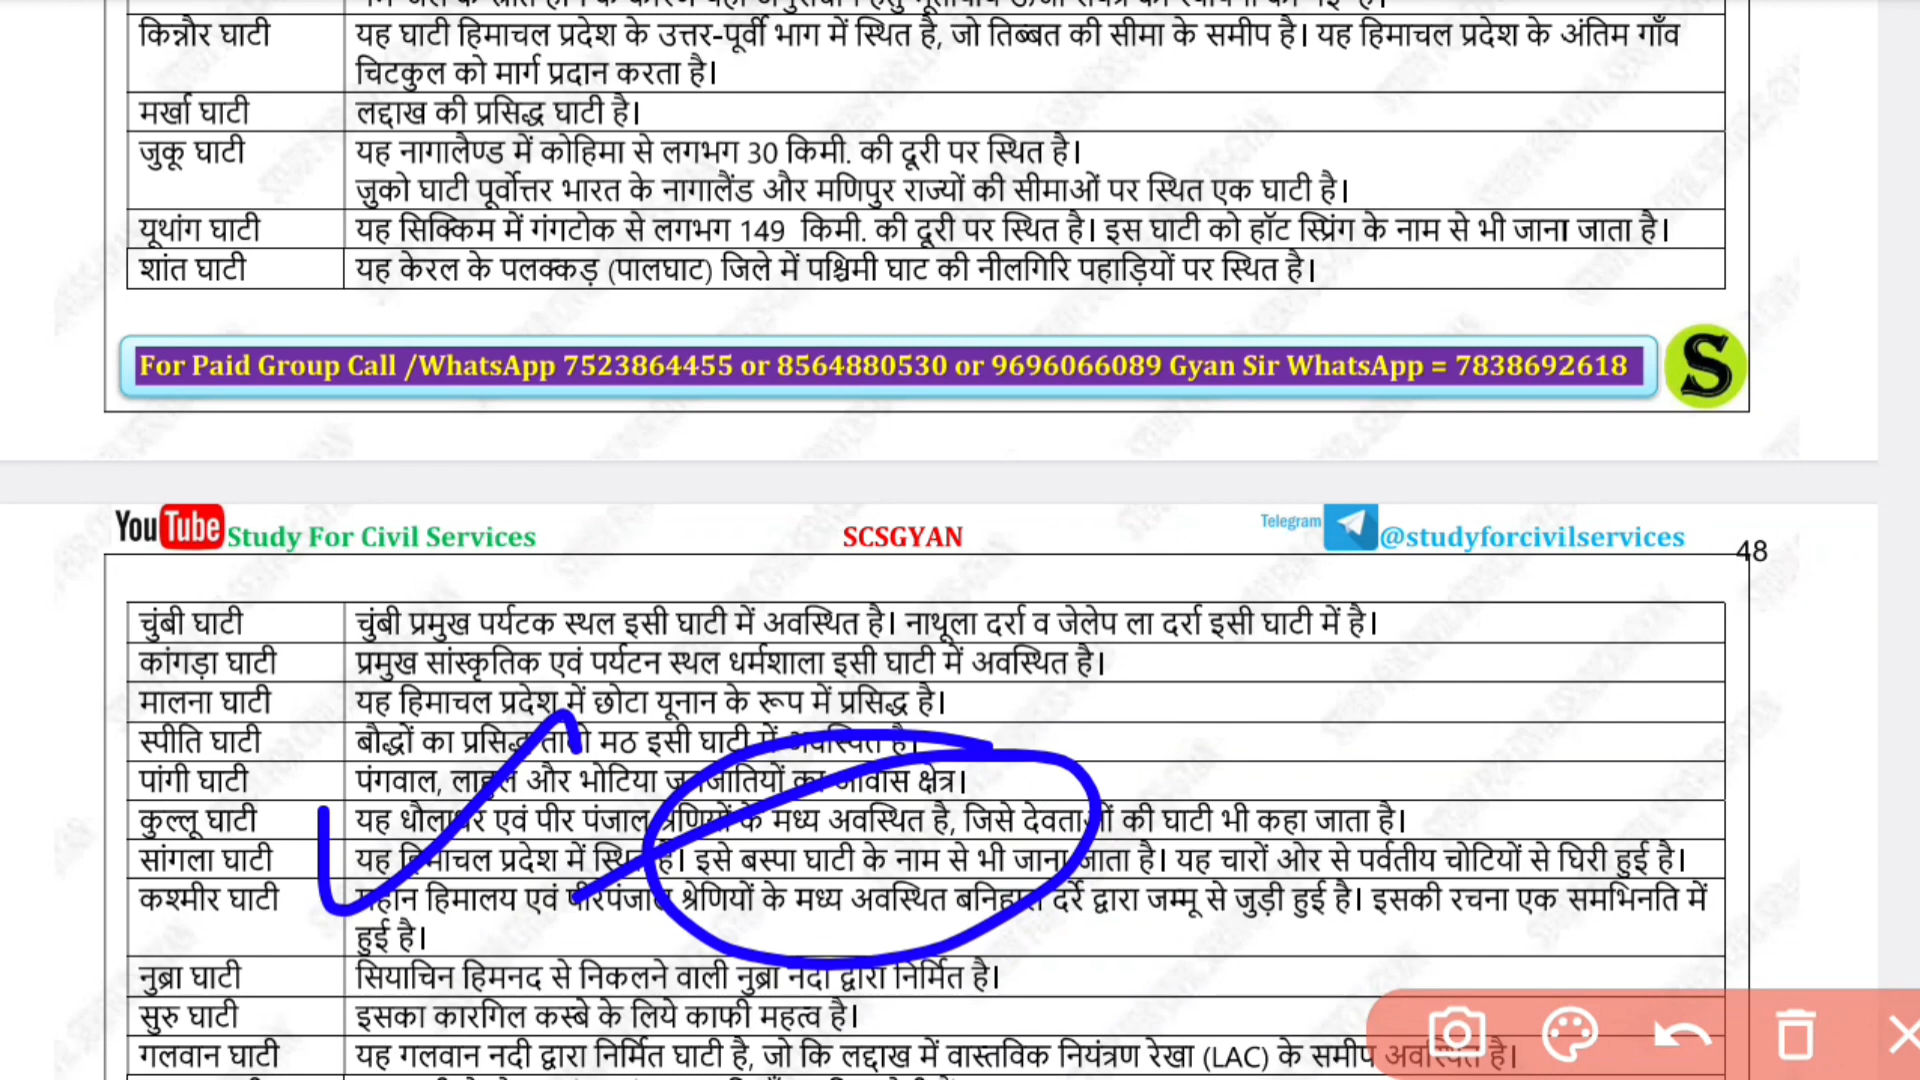 किन्नौर घाटी यह घाटी हिमाचल प्रदेश के उत्तर-पूर्वी भाग में स्थित है, जो तिब्बत की सीमा के समीप है। यह हिमाचल प्रदेश के अंतिम गाँव
चिटकुल को मार्ग प्रदान करता है।
मर्खा घाटी लद्दाख की प्रसिद्ध घाटी है।
जुकू घाटी यह नागालैण्ड में कोहिमा से लगभग 30 किमी. की दूरी पर स्थित है।
जुको घाटी पूर्वोत्तर भारत के नागालैंड और मणिपुर राज्यों की सीमाओं पर स्थित एक घाटी है।
यूथांग घाटी यह सिक्किम में गंगटोक से लगभग 149 किमी. की दूरी पर स्थित है। इस घाटी को हॉट स्प्रिंग के नाम से भी जाना जाता है।
शांत घाटी यह केरल के पलक्कड़ (पालघाट) जिले में पश्चिमी घाट की नीलगिरि पहाड़ियों पर स्थित है।
For Paid Group Call /WhatsApp 7523864455 or 8564880530 or 9696066089 Gyan Sir WhatsApp = 7838692618
S
YouTube Study For Civil Services SCSGYAN Telegram @studyforcivilservices
48
चुंबी घाटी चुंबी प्रमुख पर्यटक स्थल इसी घाटी में अवस्थित है। नाथूला दर्रा व जेलेप ला दर्रा इसी घाटी में है।
कांगड़ा घाटी प्रमुख सांस्कृतिक एवं पर्यटन स्थल धर्मशाला इसी घाटी में अवस्थित है।
मालना घाटी यह हिमाचल प्रदेश में छोटा यूनान के रूप में प्रसिद्ध है।
स्पीति घाटी बौद्धों का प्रसिद्ध ताबो मठ इसी घाटी में अवस्थित है।
पांगी घाटी पंगवाल, लाहुल और भोटिया जनजातियों का आवास क्षेत्र।
कुल्लू घाटी यह धौलाधर एवं पीर पंजाल श्रेणियों के मध्य अवस्थित है, जिसे देवताओं की घाटी भी कहा जाता है।
सांगला घाटी यह हिमाचल प्रदेश में स्थित है। इसे बस्पा घाटी के नाम से भी जाना जाता है। यह चारों ओर से पर्वतीय चोटियों से घिरी हुई है।
कश्मीर घाटी महान हिमालय एवं पीरपंजाल श्रेणियों के मध्य अवस्थित बनिहाल दर्रे द्वारा जम्मू से जुड़ी हुई है। इसकी रचना एक समभिनति में
हुई है।
नुब्रा घाटी सियाचिन हिमनद से निकलने वाली नुब्रा नदी द्वारा निर्मित है।
सुरु घाटी इसका कारगिल कस्बे के लिये काफी महत्व है।
गलवान घाटी यह गलवान नदी द्वारा निर्मित घाटी है, जो कि लद्दाख में वास्तविक नियंत्रण रेखा (LAC) के समीप अवस्थित है।